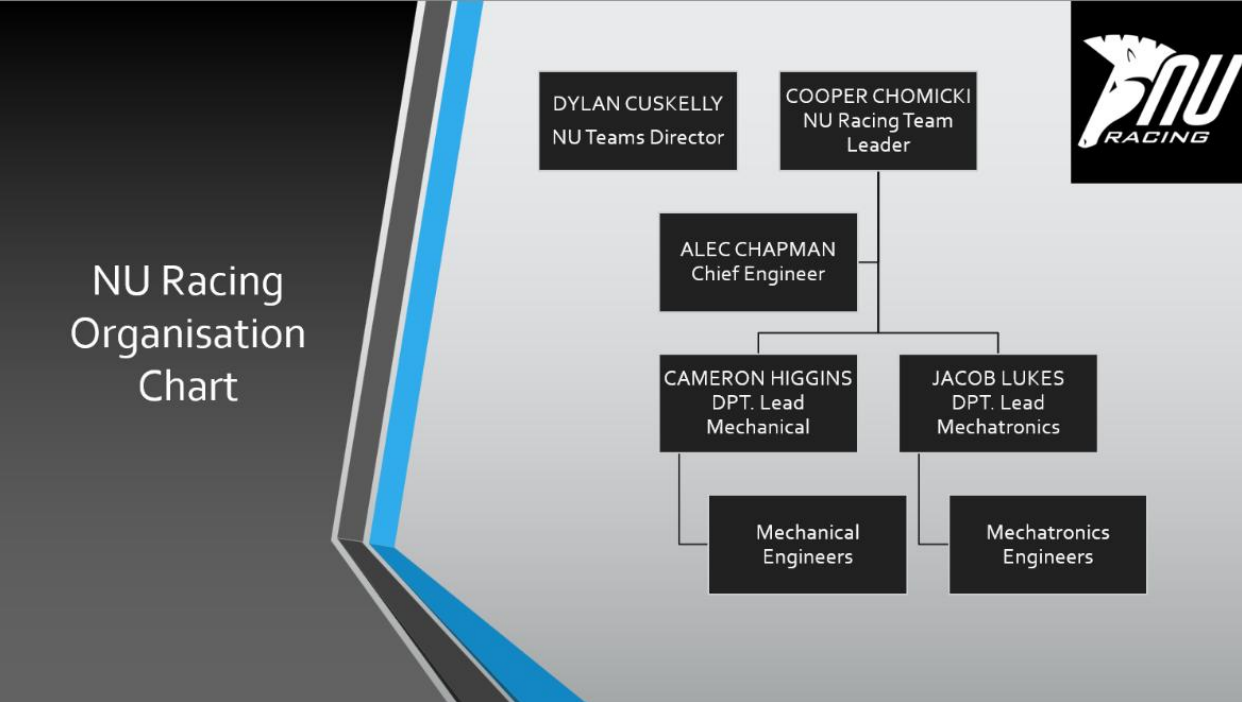 NU Racing
Organisation
Chart
DYLAN CUSKELLY
NU Teams Director
COOPER CHOMICKI
NU Racing Team
Leader
NU
RACING
ALEC CHAPMAN
Chief Engineer
CAMERON HIGGINS
DPT. Lead
Mechanical
JACOB LUKES
DPT. Lead
Mechatronics
Mechanical
Engineers
Mechatronics
Engineers